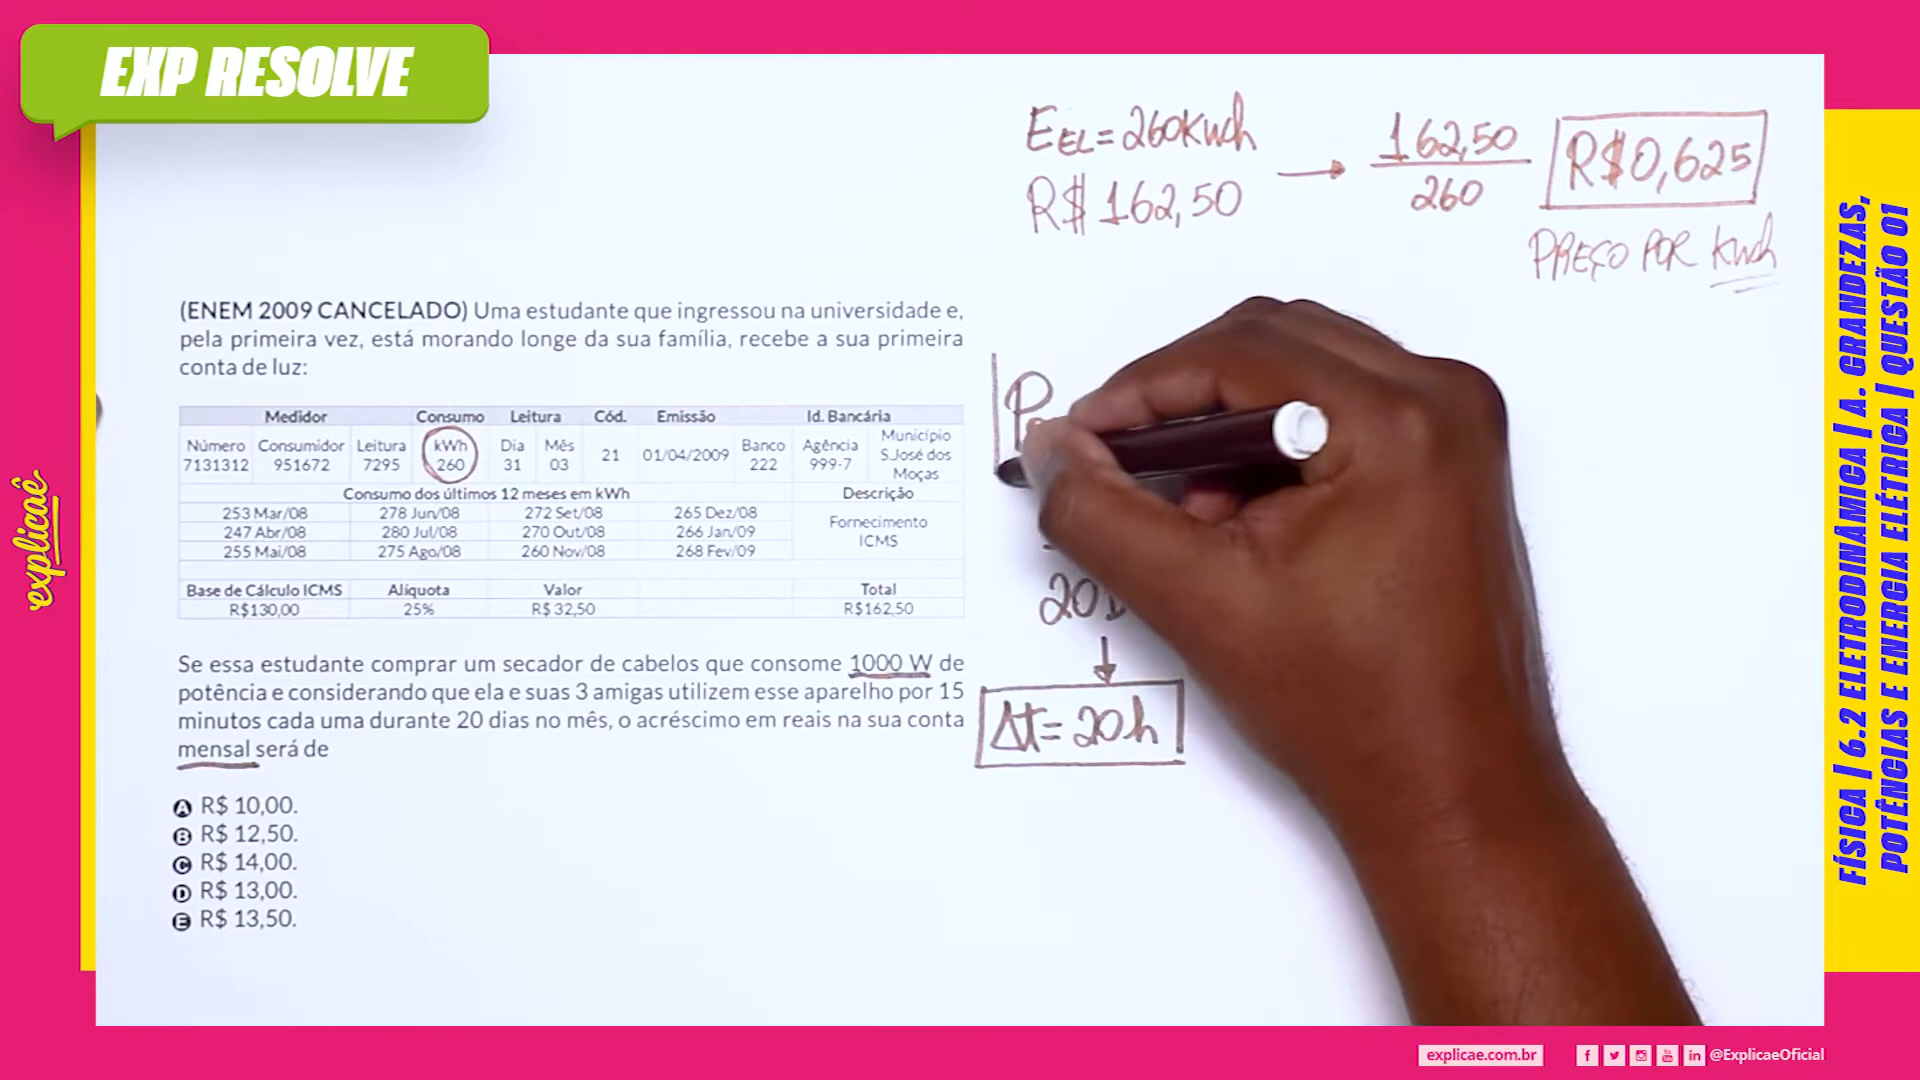 EXP RESOLVE
E EL = 260Kwh
R$ 162,50
162,50
260
R$0,625
PREÇO POR Kwh
(ENEM 2009 CANCELADO) Uma estudante que ingressou na universidade e,
pela primeira vez, está morando longe da sua família, recebe a sua primeira
conta de luz:
Medidor Consumo Leitura Cód. Emissão Id. Bancária
Número Consumidor Leitura kWh Dia Mês 21 01/04/2009 Banco Agência Município
7131312 951672 7295 260 31 03 222 999-7 S.José dos
Moças
Consumo dos últimos 12 meses em kWh Descrição
253 Mar/08 278 Jun/08 272 Set/08 265 Dez/08 Fornecimento
247 Abr/08 280 Jul/08 270 Out/08 266 Jan/09 ICMS
255 Mai/08 275 Ago/08 260 Nov/08 268 Fev/09
Base de Cálculo ICMS Alíquota Valor Total
R$130,00 25% R$ 32,50 R$162,50
Se essa estudante comprar um secador de cabelos que consome 1000 W de
potência e considerando que ela e suas 3 amigas utilizem esse aparelho por 15
minutos cada uma durante 20 dias no mês, o acréscimo em reais na sua conta
mensal será de
A R$ 10,00.
B R$ 12,50.
C R$ 14,00.
D R$ 13,00.
E R$ 13,50.
P
20
Δt = 20h
explicaê
FÍSICA | 6.2 ELETRODINÂMICA | A. GRANDEZAS,
POTÊNCIAS E ENERGIA ELÉTRICA | QUESTÃO 01
explicae.com.br
@ExplicaeOficial